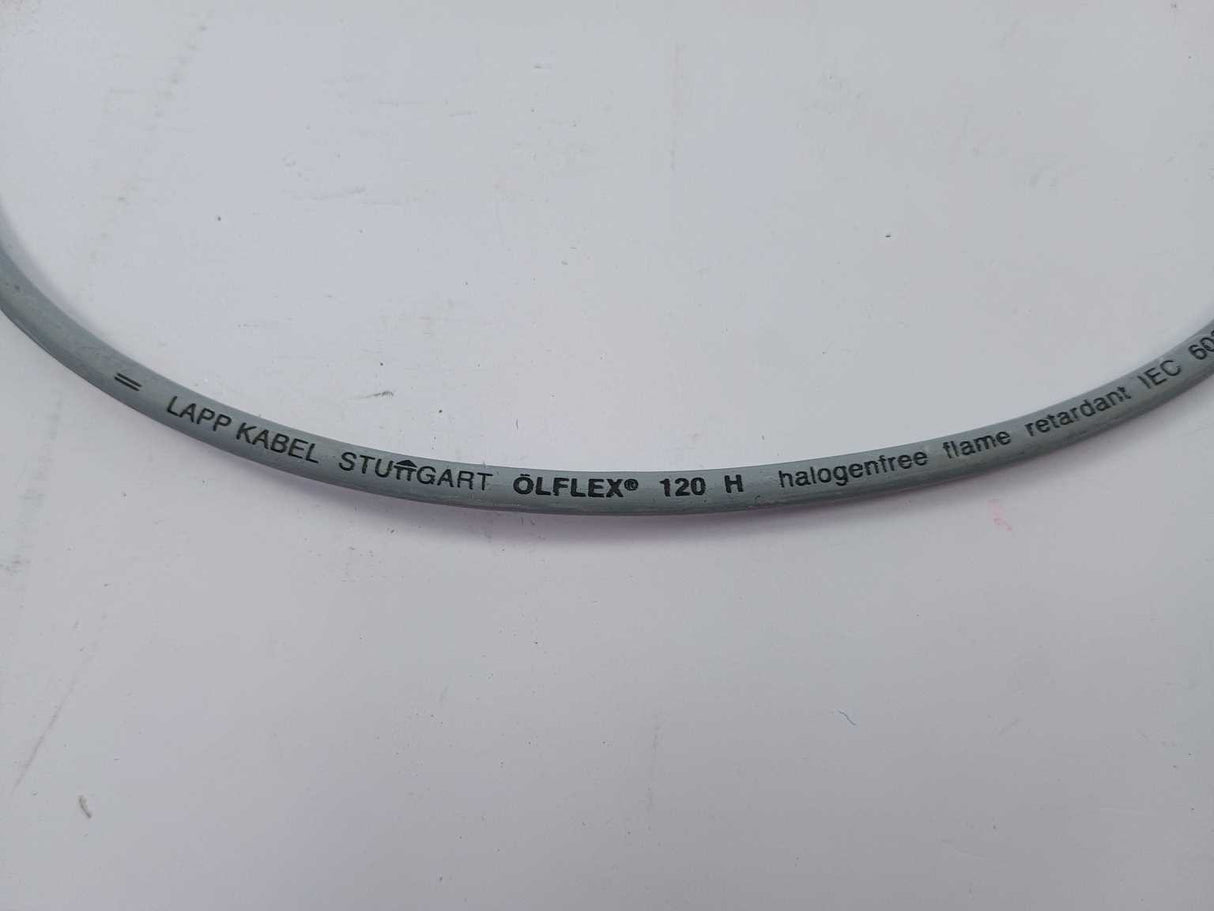 = LAPP KABEL STUTTGART ÖLFLEX® 120 H halogenfree flame retardant IEC